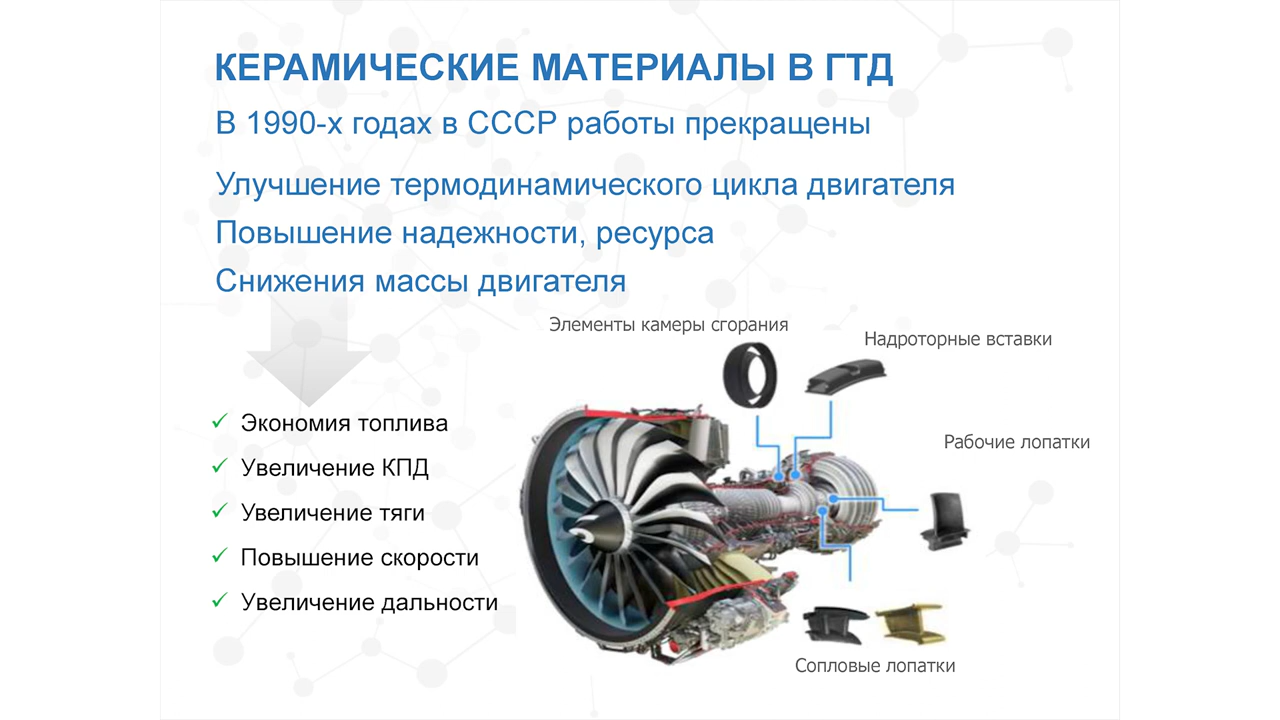 КЕРАМИЧЕСКИЕ МАТЕРИАЛЫ В ГТД
В 1990-х годах в СССР работы прекращены
Улучшение термодинамического цикла двигателя
Повышение надежности, ресурса
Снижения массы двигателя
Элементы камеры сгорания
Надроторные вставки
Рабочие лопатки
Экономия топлива
Увеличение КПД
Увеличение тяги
Повышение скорости
Увеличение дальности
Сопловые лопатки